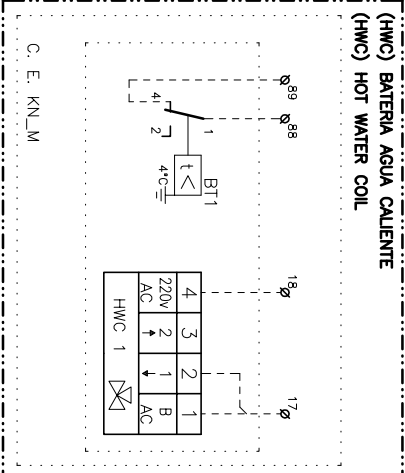 (HWC) BATERIA AGUA CALIENTE
(HWC) HOT WATER COIL
89
88
18
17
4
2
1
t <
4°C
BT1
4 3 2 1
220v 2 1 B
AC AC
HWC 1
C. E. KN_M